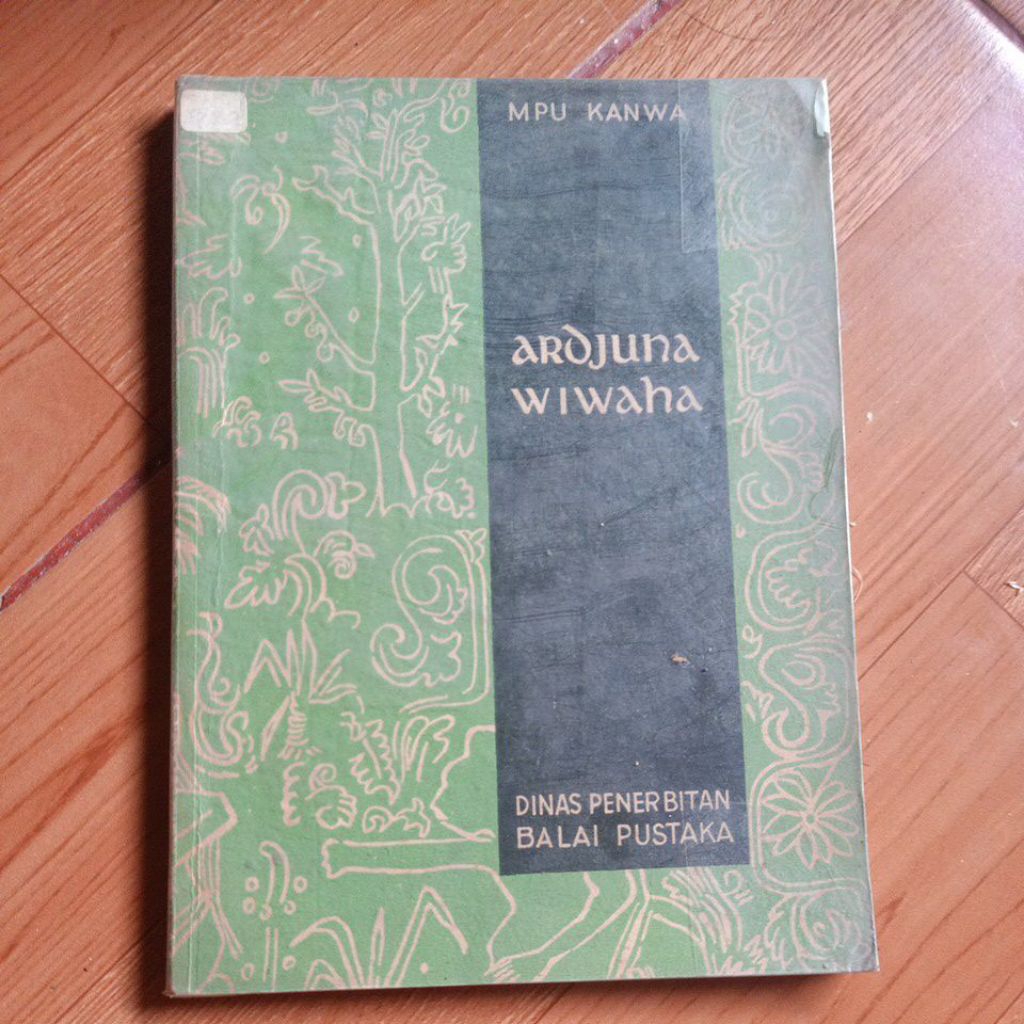 MPU KANWA
ARDJUNA
WIWAHA
DINAS PENERBITAN
BALAI PUSTAKA